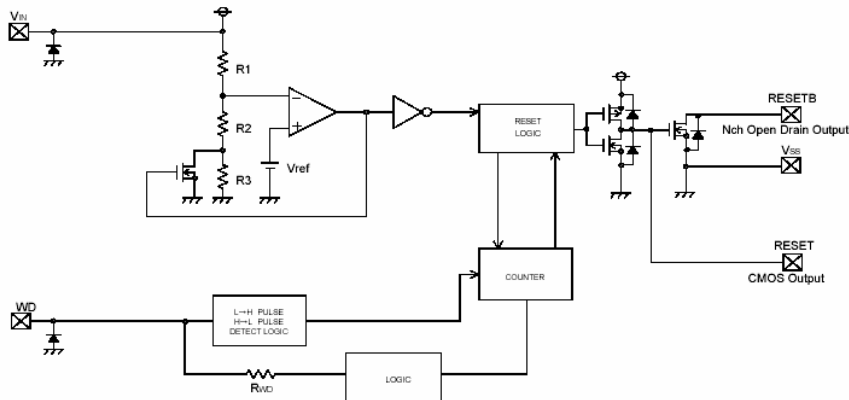 VIN
R1
R2
R3
Vref
RESET
LOGIC
RESETB
Nch Open Drain Output
VSS
COUNTER
RESET
CMOS Output
WD
L→H PULSE
H→L PULSE
DETECT LOGIC
RWD
LOGIC